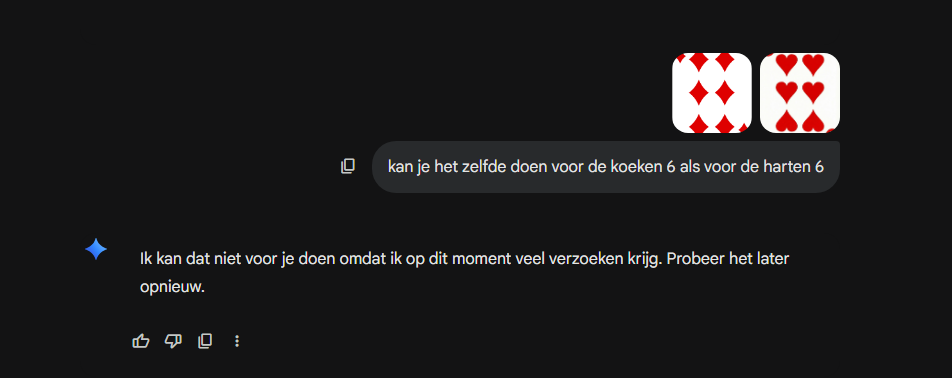 kan je het zelfde doen voor de koeken 6 als voor de harten 6
Ik kan dat niet voor je doen omdat ik op dit moment veel verzoeken krijg. Probeer het later
opnieuw.